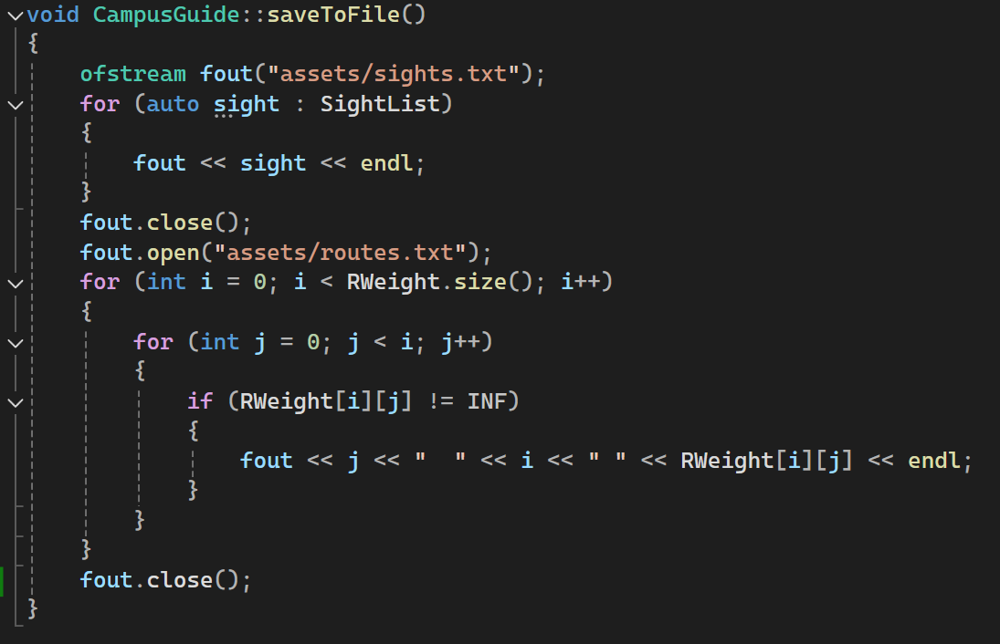 void CampusGuide::saveToFile()
{
    ofstream fout("assets/sights.txt");
    for (auto sight : SightList)
    {
        fout << sight << endl;
    }
    fout.close();
    fout.open("assets/routes.txt");
    for (int i = 0; i < RWeight.size(); i++)
    {
        for (int j = 0; j < i; j++)
        {
            if (RWeight[i][j] != INF)
            {
                fout << j << "  " << i << " " << RWeight[i][j] << endl;
            }
        }
    }
    fout.close();
}